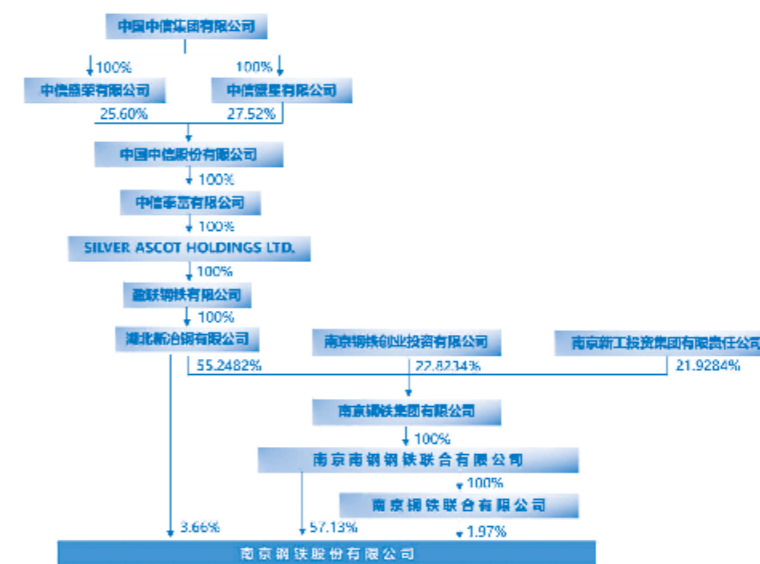 中国中信集团有限公司
100% 100%
中信盛荣有限公司 中信盛星有限公司
25.60% 27.52%
中国中信股份有限公司
100%
中信泰富有限公司
100%
SILVER ASCOT HOLDINGS LTD.
100%
盈联钢铁有限公司
100%
湖北新冶钢有限公司 南京钢铁创业投资有限公司 南京新工投资集团有限责任公司
55.2482% 22.8234% 21.9284%
南京钢铁集团有限公司
100%
南京南钢钢铁联合有限公司
100%
南京钢铁联合有限公司
3.66% 57.13% 1.97%
南京钢铁股份有限公司